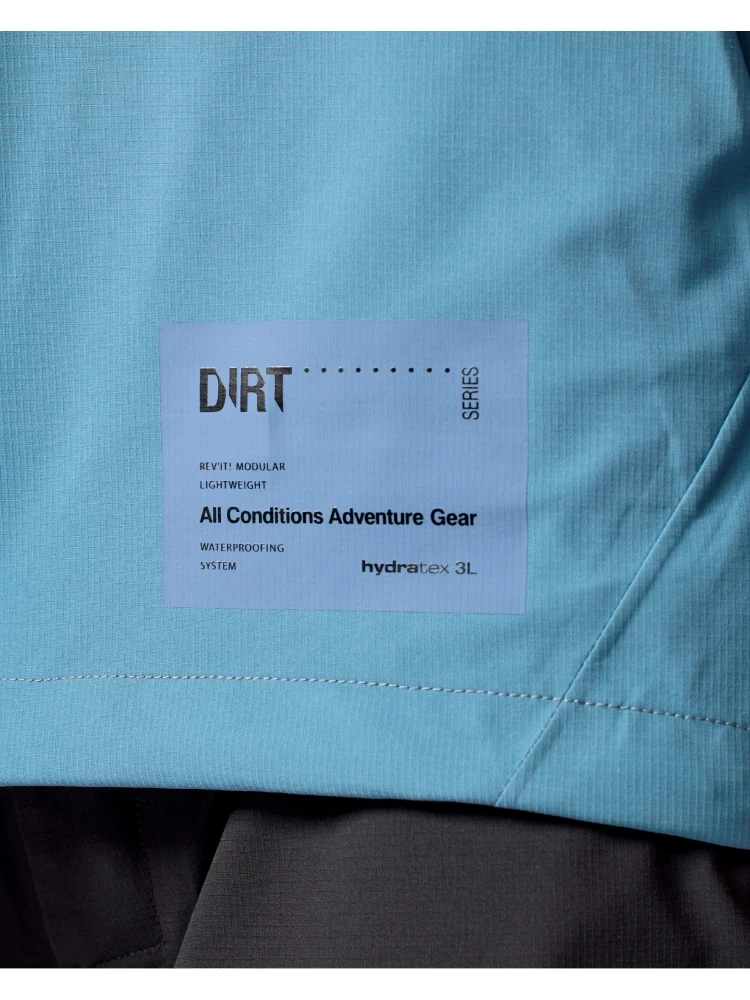 DIRT ·········· SERIES
REV'IT! MODULAR
LIGHTWEIGHT
All Conditions Adventure Gear
WATERPROOFING
SYSTEM
hydratex 3L